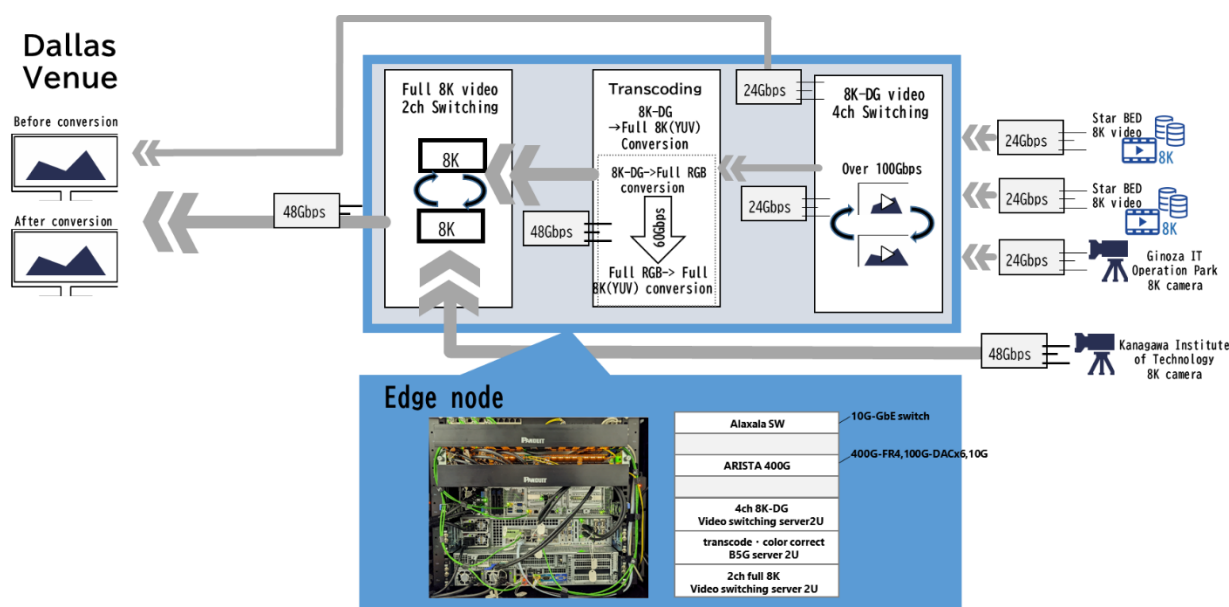 Dallas
Venue
Before conversion
After conversion
48Gbps
Full 8K video
2ch Switching
8K
8K
Transcoding
8K-DG
→Full 8K(YUV)
Conversion
8K-DG->Full RGB
conversion
60Gbps
Full RGB-> Full
8K(YUV) conversion
48Gbps
24Gbps
24Gbps
8K-DG video
4ch Switching
Over 100Gbps
24Gbps
Star BED
8K video
8K
24Gbps
Star BED
8K video
8K
24Gbps
Ginoza IT
Operation Park
8K camera
48Gbps
Kanagawa Institute
of Technology
8K camera
Edge node
PANDUIT
PANDUIT
Alaxala SW
10G-GbE switch
ARISTA 400G
400G-FR4,100G-DACx6,10G
4ch 8K-DG
Video switching server2U
transcode・color correct
BSG server 2U
2ch full 8K
Video switching server 2U